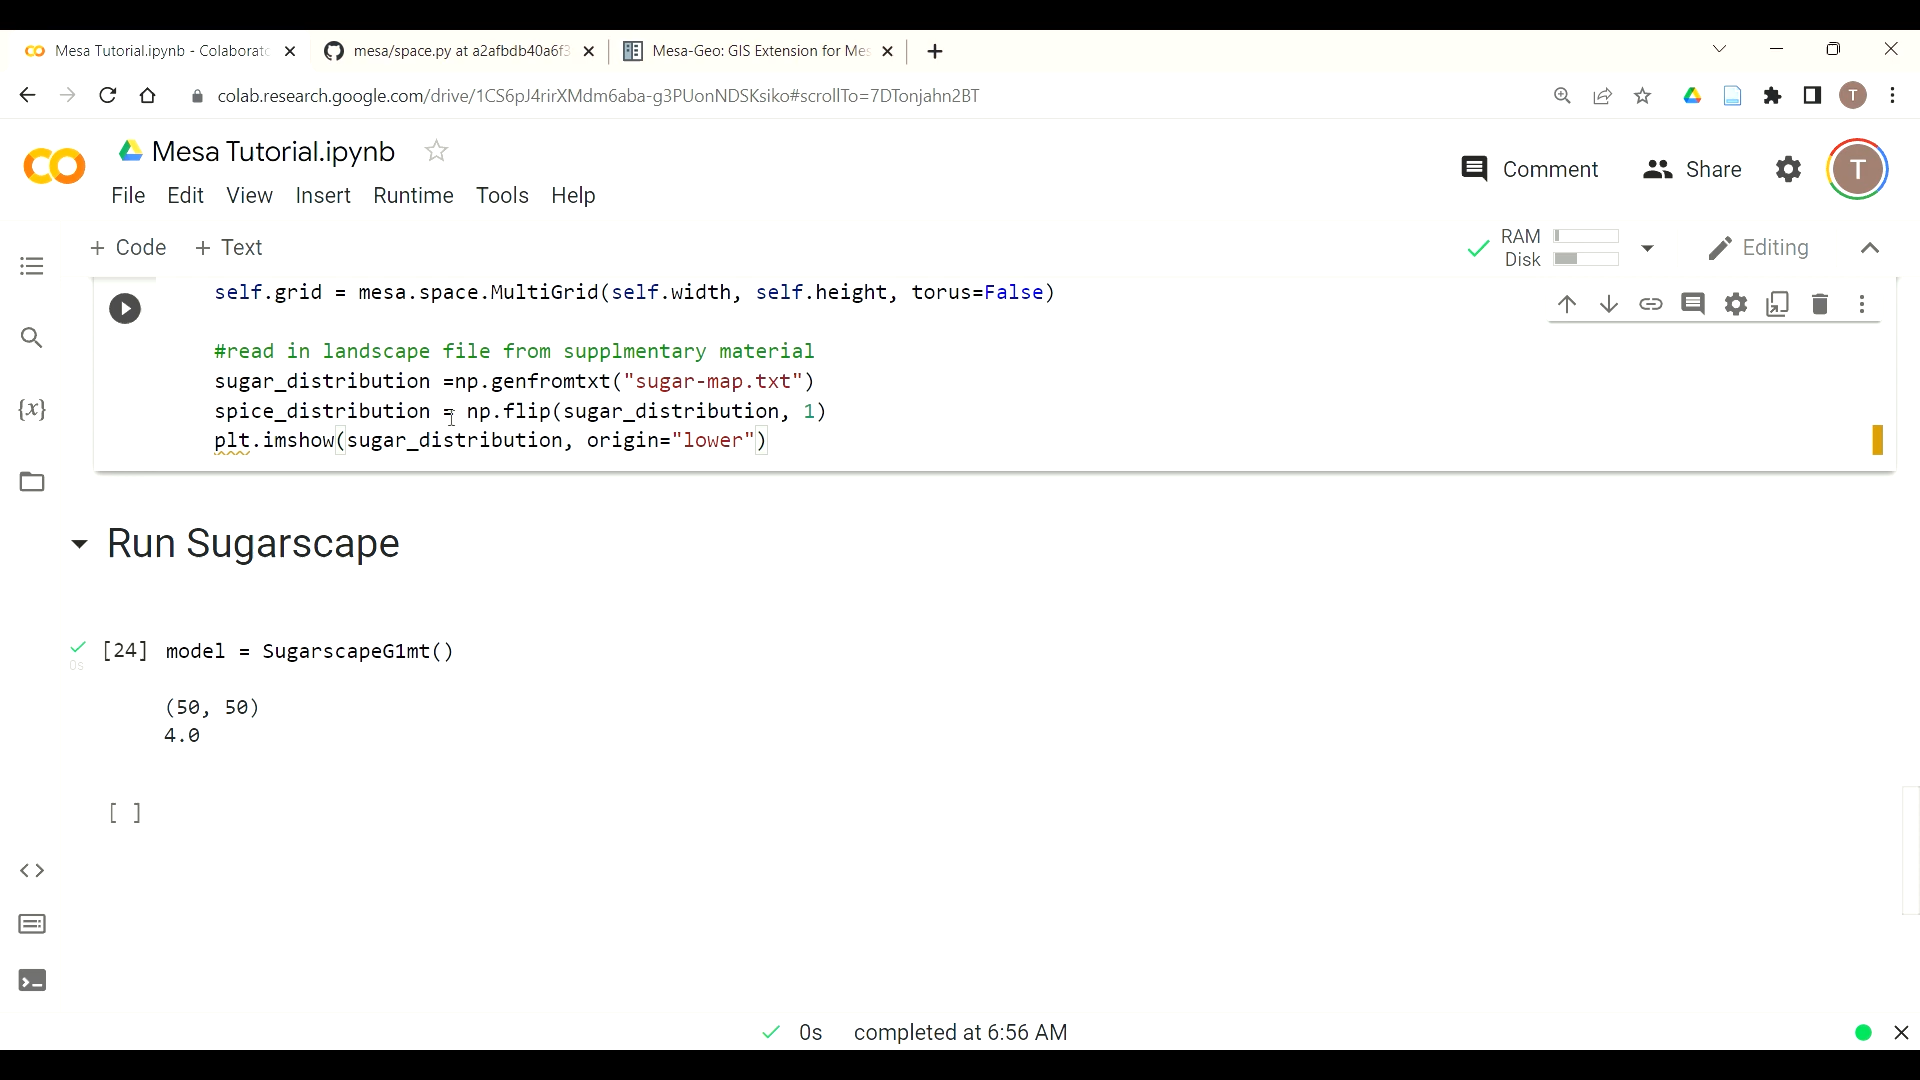 Mesa Tutorial.ipynb - Colaborato
mesa/space.py at a2afbdb40a6f3
Mesa-Geo: GIS Extension for Mes
colab.research.google.com/drive/1CS6pJ4rirXMdm6aba-g3PUonNDSKsiko#scrollTo=7DTonjahn2BT
T
CO Mesa Tutorial.ipynb
Comment Share T
File Edit View Insert Runtime Tools Help
+ Code + Text
RAM
Disk
Editing
self.grid = mesa.space.MultiGrid(self.width, self.height, torus=False)
#read in landscape file from supplmentary material
sugar_distribution =np.genfromtxt("sugar-map.txt")
spice_distribution = np.flip(sugar_distribution, 1)
plt.imshow(sugar_distribution, origin="lower")
{x}
Run Sugarscape
[24] model = SugarscapeG1mt()
0s
(50, 50)
4.0
[ ]
0s completed at 6:56 AM